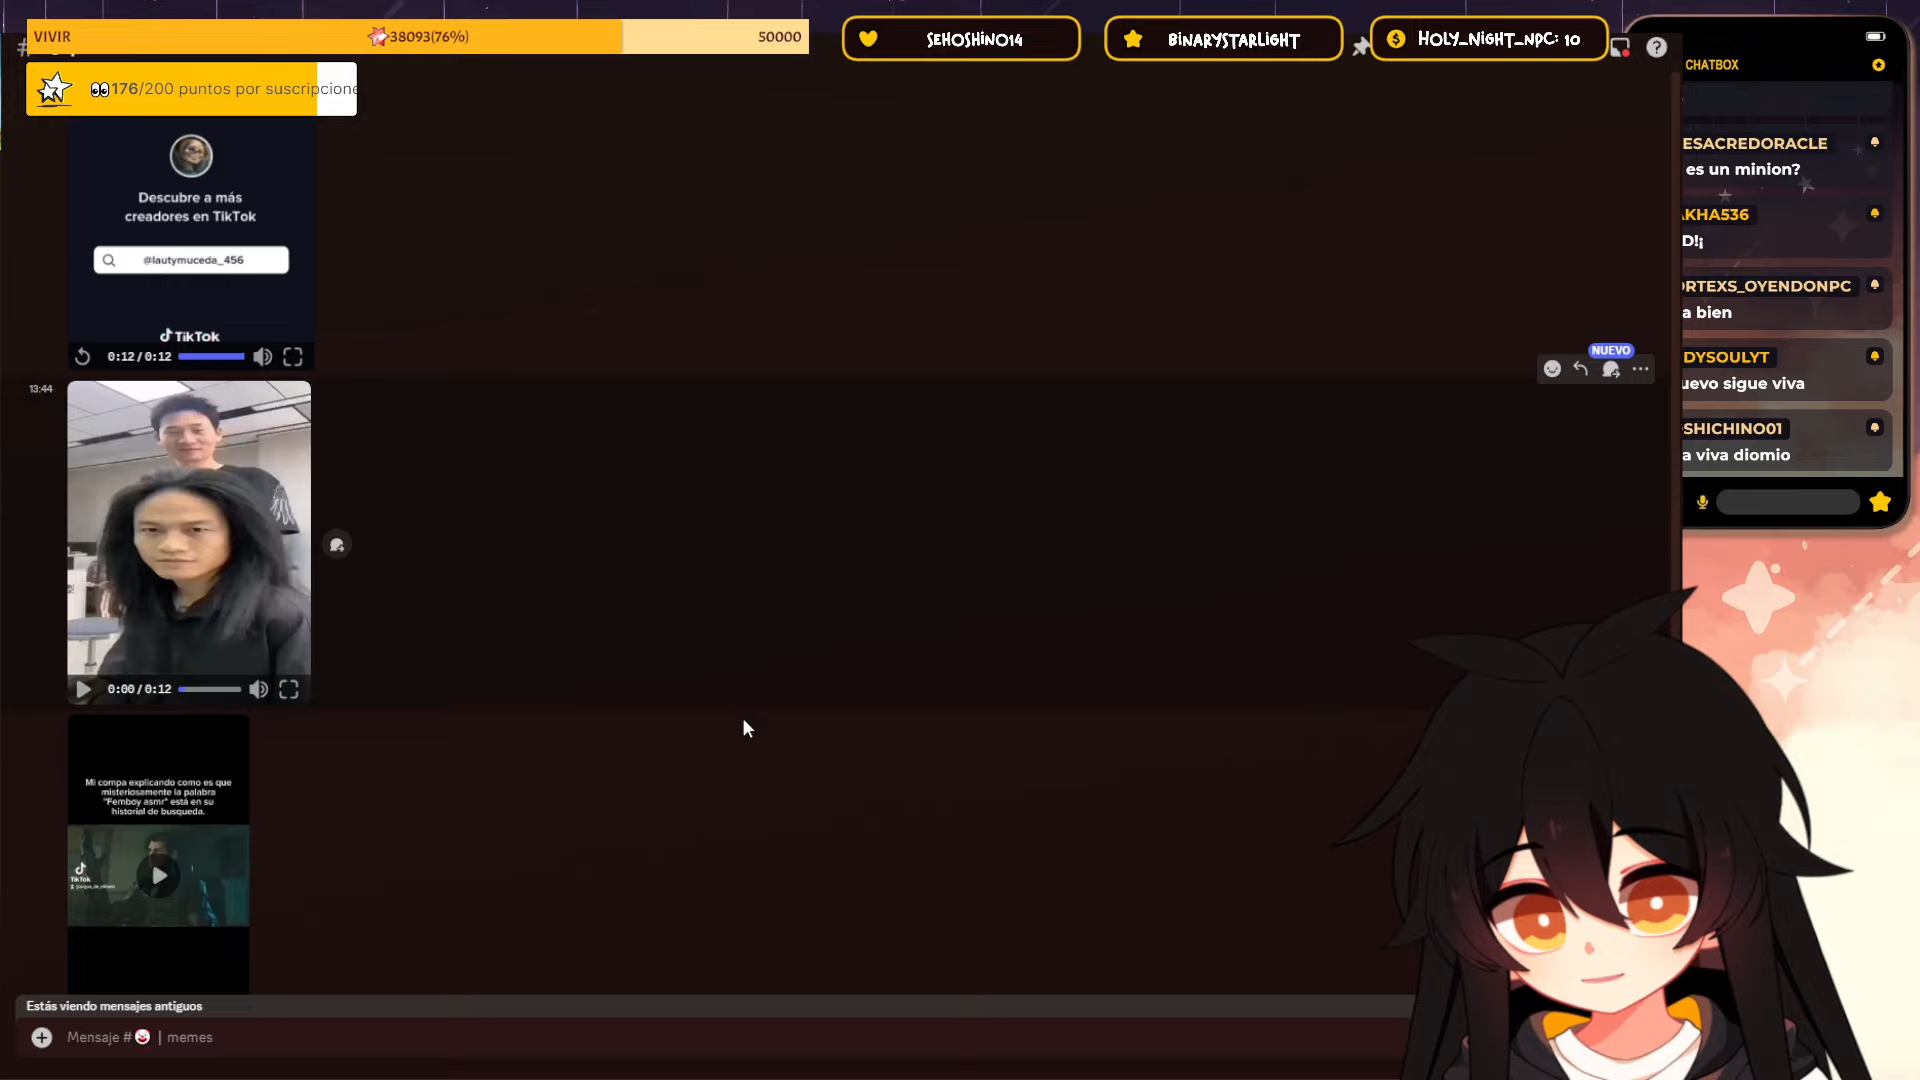 VIVIR
38093(76%)
50000
SEHOSHINO14
BINARYSTARLIGHT
HOLY_NIGHT_NPC: 10
176/200 puntos por suscripcione
Descubre a más
creadores en TikTok
@lautymuceda_456
TikTok
0:12/0:12
NUEVO
13:44
0:00/0:12
Mi compa explicando como es que
misteriosamente la palabra
"Femboy asmr" está en su
historial de busqueda.
TikTok
Estás viendo mensajes antiguos
Mensaje # | memes
CHATBOX
ESACREDORACLE
es un minion?
AKHA536
D!¡
ORTEXS_OYENDONPC
a bien
DYSOULYT
uevo sigue viva
SHICHINO01
a viva diomio